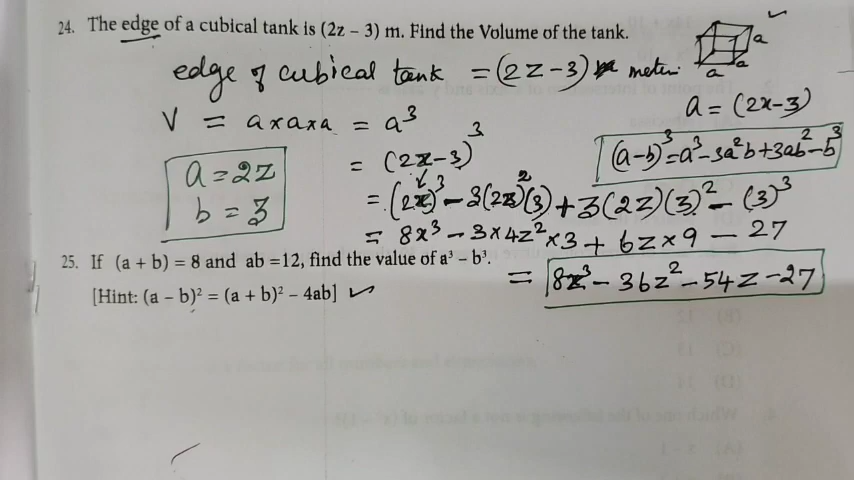 24. The edge of a cubical tank is (2z – 3) m. Find the Volume of the tank.
a
a
a
edge of cubical tank = (2z-3) meter.
a = (2x-3)
V = a×a×a = a³
(a-b)³=a³-3a²b+3ab²-b³
= (2x-3)³
a=2z
b=3
= (2z)³-3(2z)²(3)+3(2z)(3)²-(3)³
= 8x³-3×4z²×3+6z×9-27
25. If (a + b) = 8 and ab =12, find the value of a³ – b³.
= 8z³-36z²-54z-27
[Hint: (a – b)² = (a + b)² – 4ab]